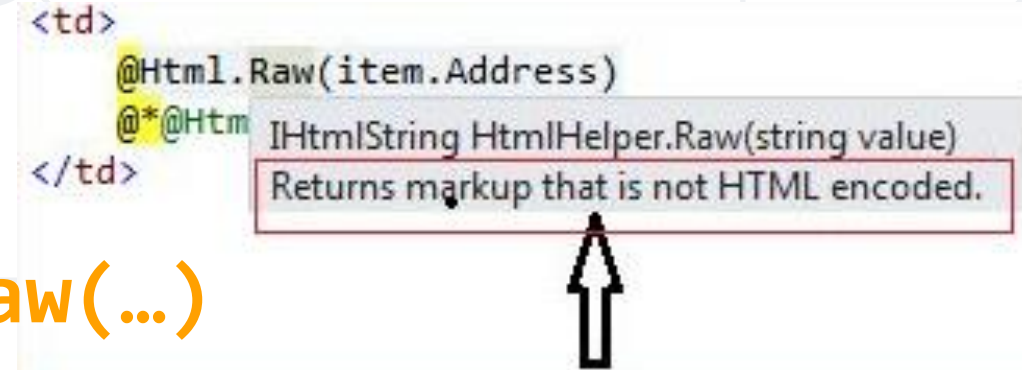 <td>
@Html.Raw(item.Address)
@*@Htm
IHtmlString HtmlHelper.Raw(string value)
</td>
Returns markup that is not HTML encoded.
aw(…)